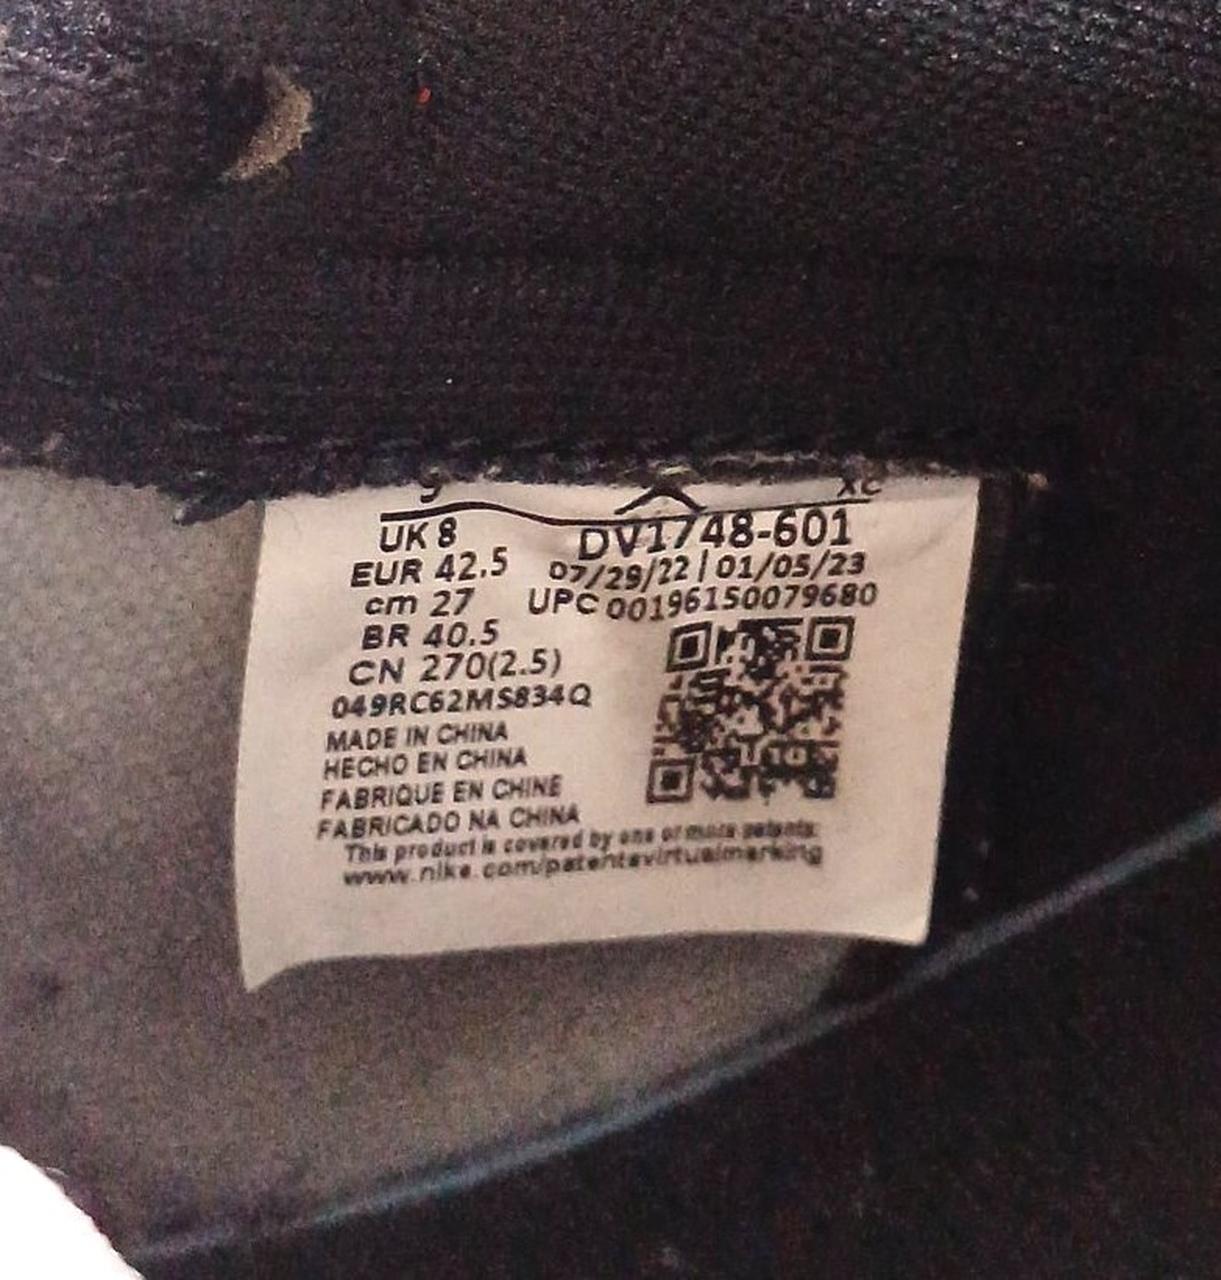 UK 8
EUR 42.5
cm 27
BR 40.5
CN 270(2.5)
049RC62MS834Q
MADE IN CHINA
HECHO EN CHINA
FABRIQUE EN CHINE
FABRICADO NA CHINA
XC
DV1748-601
07/29/22 | 01/05/23
UPC 00196150079680
This product is covered by one or more patents:
www.nike.com/patentsvirtualmarking